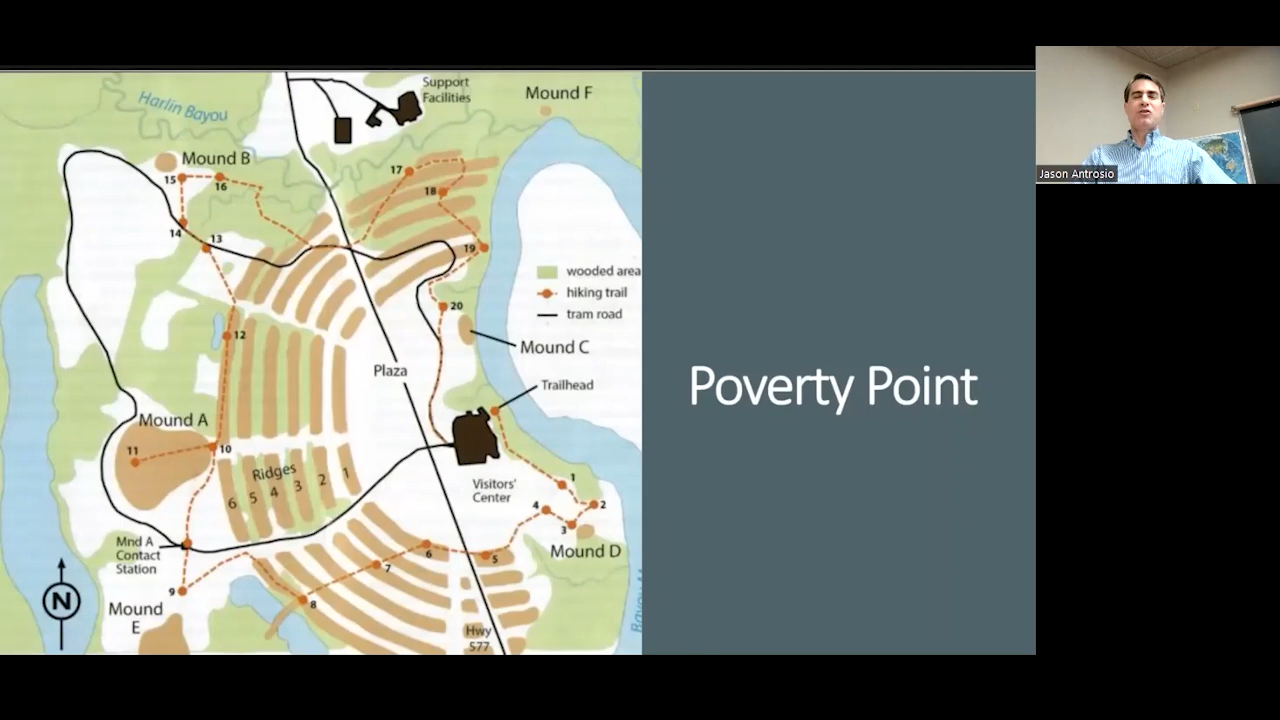 Support
Facilities
Mound F
Harlin Bayou
Mound B
17
15
16
18
14
13
19
wooded area
hiking trail
20
tram road
12
Mound C
Plaza
Trailhead
Mound A
11
10
Ridges
6 5 4 3 2 1
Visitors'
Center
1
2
4
3
Mnd A
Contact
Station
Mound D
6
5
7
9
8
N
Mound
E
Hwy
577
Poverty Point
Jason Antrosio